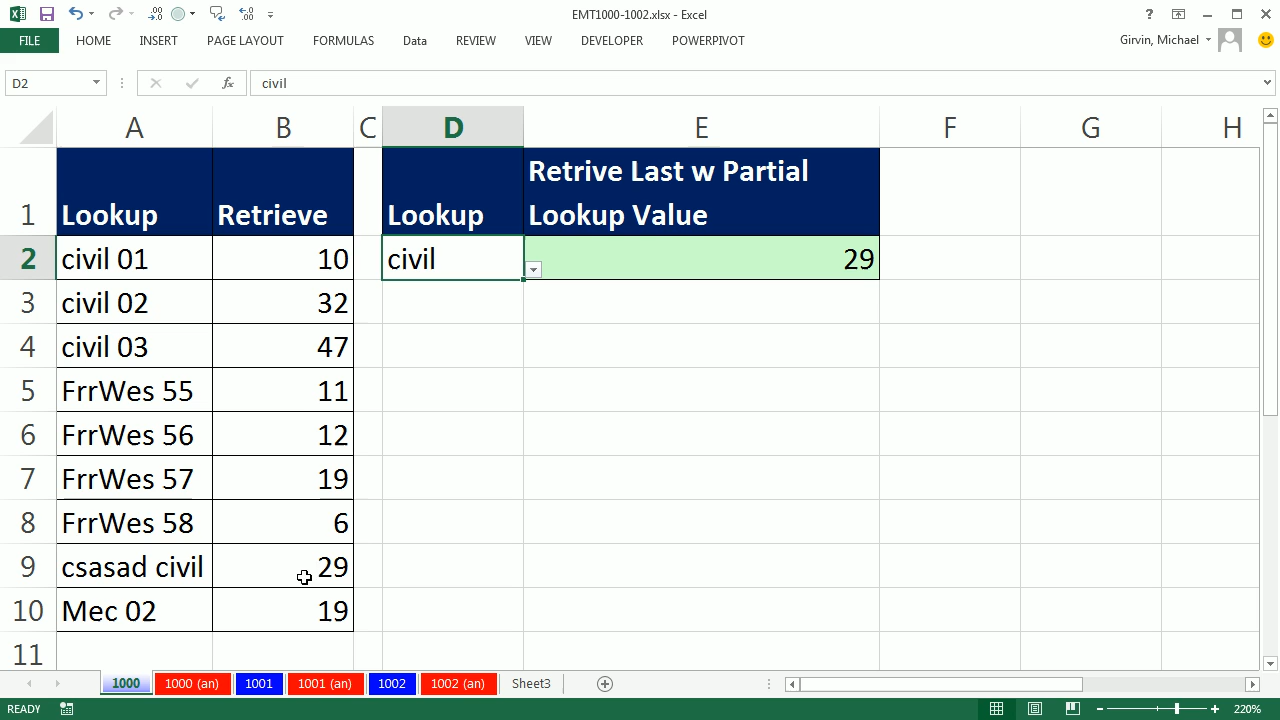 EMT1000-1002.xlsx - Excel
FILE HOME INSERT PAGE LAYOUT FORMULAS Data REVIEW VIEW DEVELOPER POWERPIVOT Girvin, Michael
D2 fx civil
A B C D E F G H
1 Lookup Retrieve Lookup Retrive Last w Partial
Lookup Value
2 civil 01 10 civil 29
3 civil 02 32
4 civil 03 47
5 FrrWes 55 11
6 FrrWes 56 12
7 FrrWes 57 19
8 FrrWes 58 6
9 csasad civil 29
10 Mec 02 19
11
1000 1000 (an) 1001 1001 (an) 1002 1002 (an) Sheet3
READY 220%